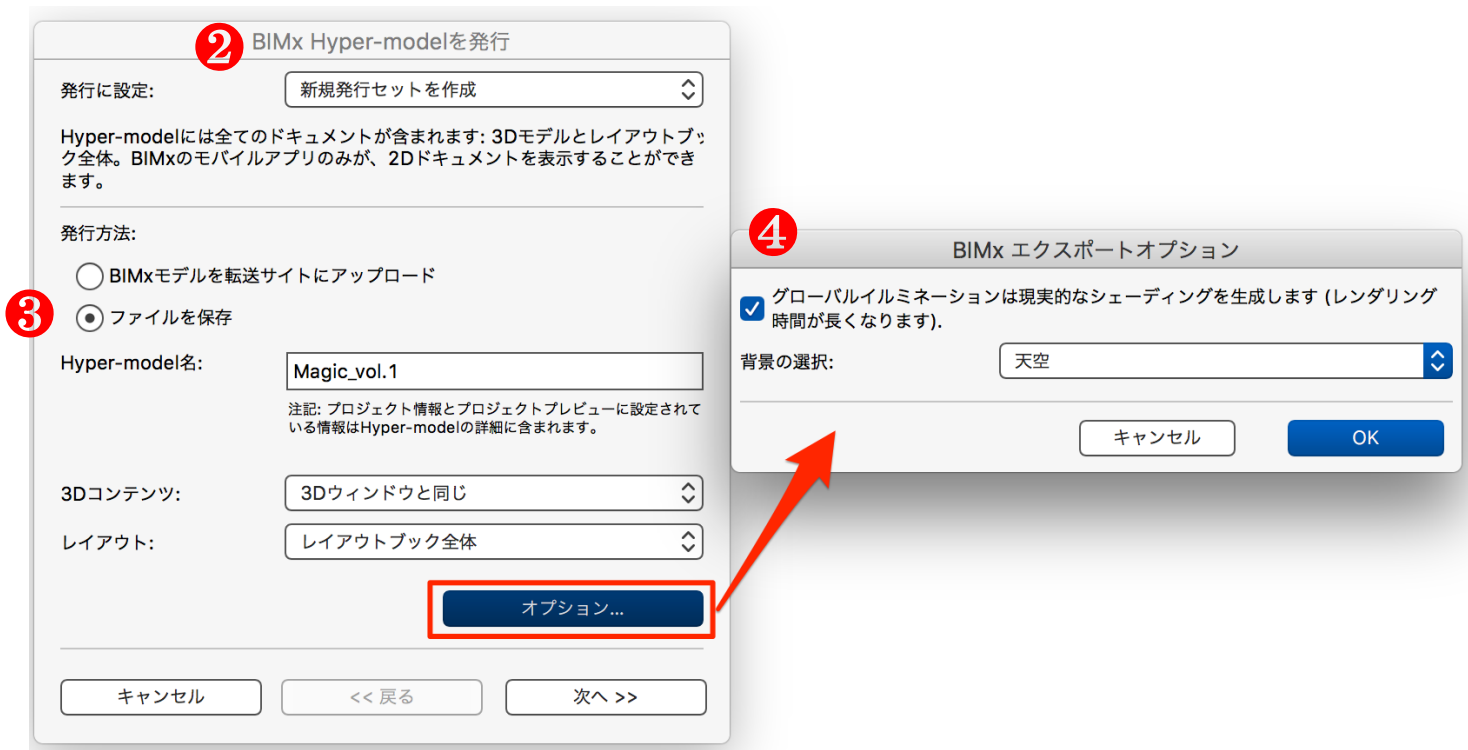 ❷ BIMx Hyper-modelを発行
発行に設定: 新規発行セットを作成
Hyper-modelには全てのドキュメントが含まれます: 3Dモデルとレイアウトブッ
ク全体。BIMxのモバイルアプリのみが、2Dドキュメントを表示することができ
ます。
発行方法:
BIMxモデルを転送サイトにアップロード
❸ ファイルを保存
Hyper-model名: Magic_vol.1
注記: プロジェクト情報とプロジェクトプレビューに設定されて
いる情報はHyper-modelの詳細に含まれます。
3Dコンテンツ: 3Dウィンドウと同じ
レイアウト: レイアウトブック全体
オプション...
キャンセル << 戻る 次へ >>
❹ BIMx エクスポートオプション
グローバルイルミネーションは現実的なシェーディングを生成します (レンダリング
時間が長くなります).
背景の選択: 天空
キャンセル OK